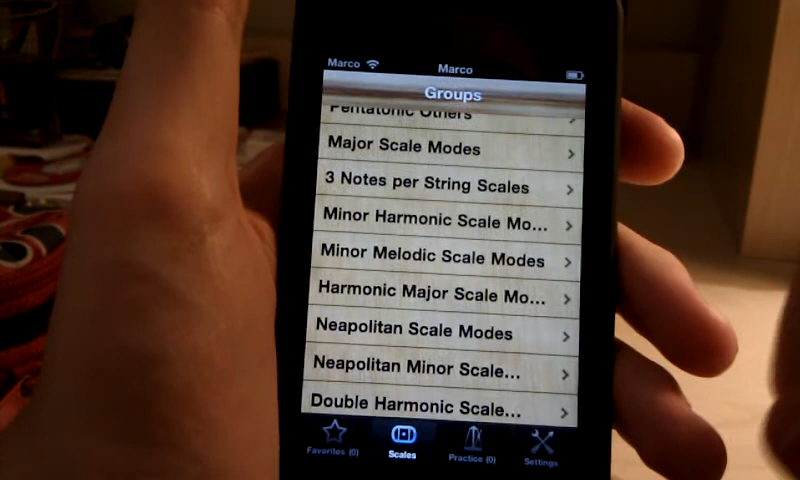 Marco Marco
Groups
Pentatonic Others
Major Scale Modes
3 Notes per String Scales
Minor Harmonic Scale Mo...
Minor Melodic Scale Modes
Harmonic Major Scale Mo...
Neapolitan Scale Modes
Neapolitan Minor Scale...
Double Harmonic Scale...
Favorites (0) Scales Practice (0) Settings